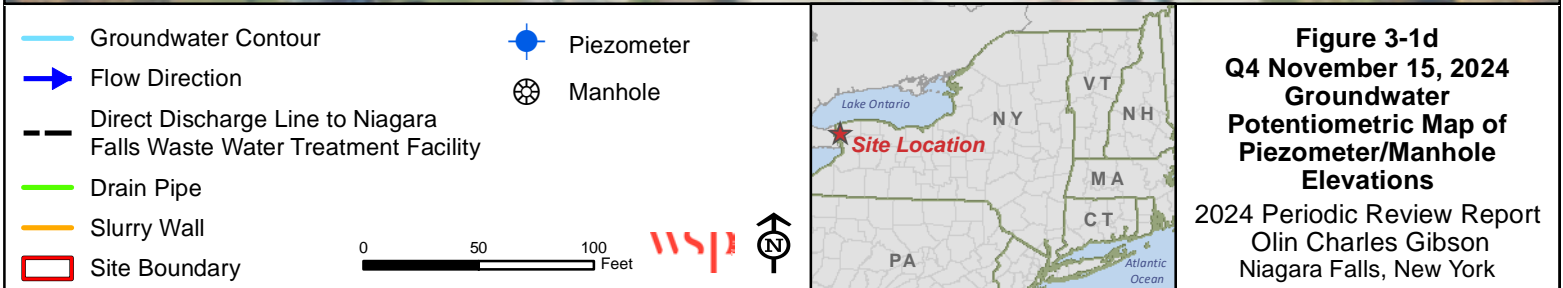 Groundwater Contour
Flow Direction
Direct Discharge Line to Niagara
Falls Waste Water Treatment Facility
Drain Pipe
Slurry Wall
Site Boundary
Piezometer
Manhole
0 50 100
Feet
wsp
N
Lake Ontario
Site Location
NY
VT
NH
MA
CT
PA
Atlantic
Ocean
Figure 3-1d
Q4 November 15, 2024
Groundwater
Potentiometric Map of
Piezometer/Manhole
Elevations
2024 Periodic Review Report
Olin Charles Gibson
Niagara Falls, New York